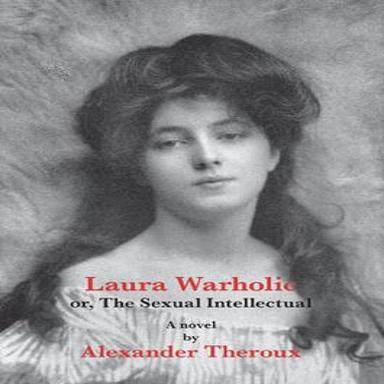 Laura Warholic
or, The Sexual Intellectual
A novel
by
Alexander Theroux